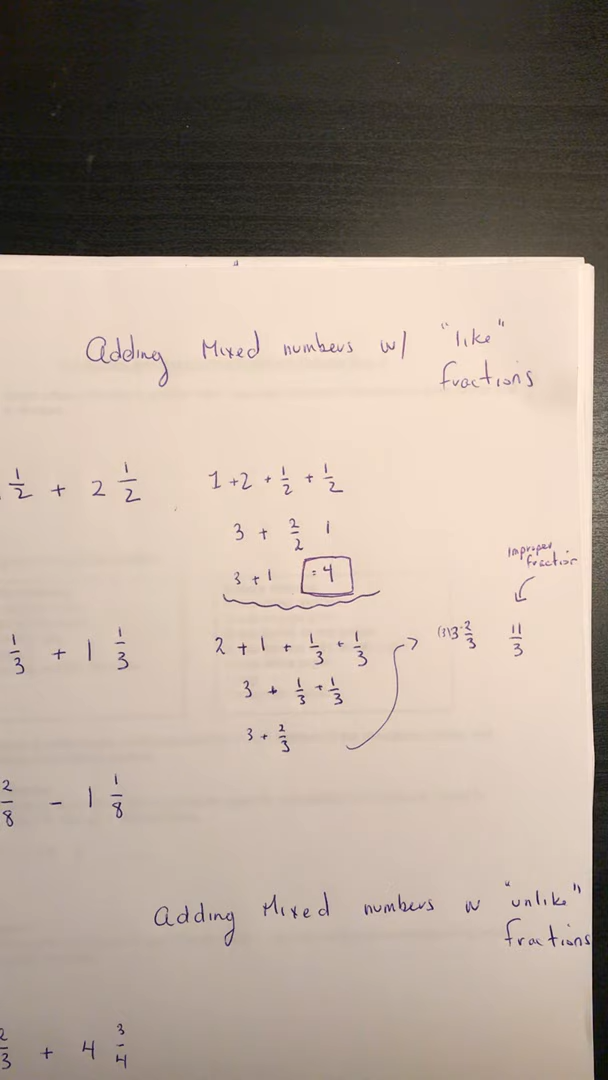 Adding Mixed numbers w/ "like"
fractions
1/2 + 2 1/2
1 + 2 + 1/2 + 1/2
3 + 2/2 1
3 + 1 = 4
Improper
fraction
1/3 + 1 1/3
2 + 1 + 1/3 + 1/3
(3)3 2/3 11/3
3 + 1/3 + 1/3
3 + 2/3
2/8 - 1 1/8
Adding Mixed numbers w "unlike"
fractions
2/3 + 4 3/4